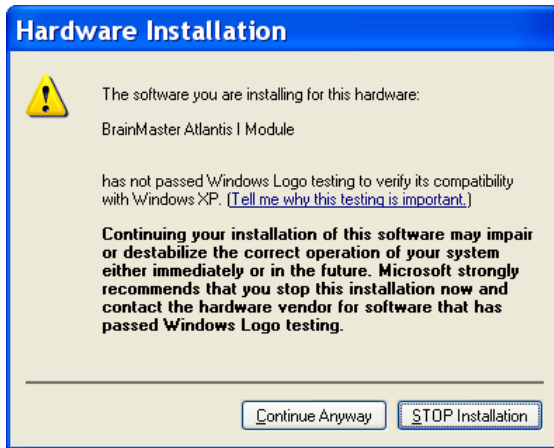 Hardware Installation
The software you are installing for this hardware:
BrainMaster Atlantis I Module
has not passed Windows Logo testing to verify its compatibility
with Windows XP. (Tell me why this testing is important.)
Continuing your installation of this software may impair
or destabilize the correct operation of your system
either immediately or in the future. Microsoft strongly
recommends that you stop this installation now and
contact the hardware vendor for software that has
passed Windows Logo testing.
Continue Anyway
STOP Installation